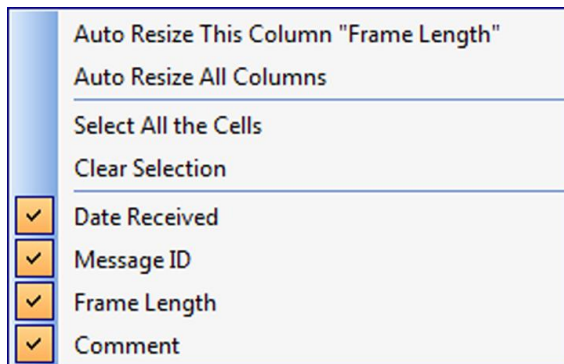 Auto Resize This Column "Frame Length"
Auto Resize All Columns
Select All the Cells
Clear Selection
Date Received
Message ID
Frame Length
Comment